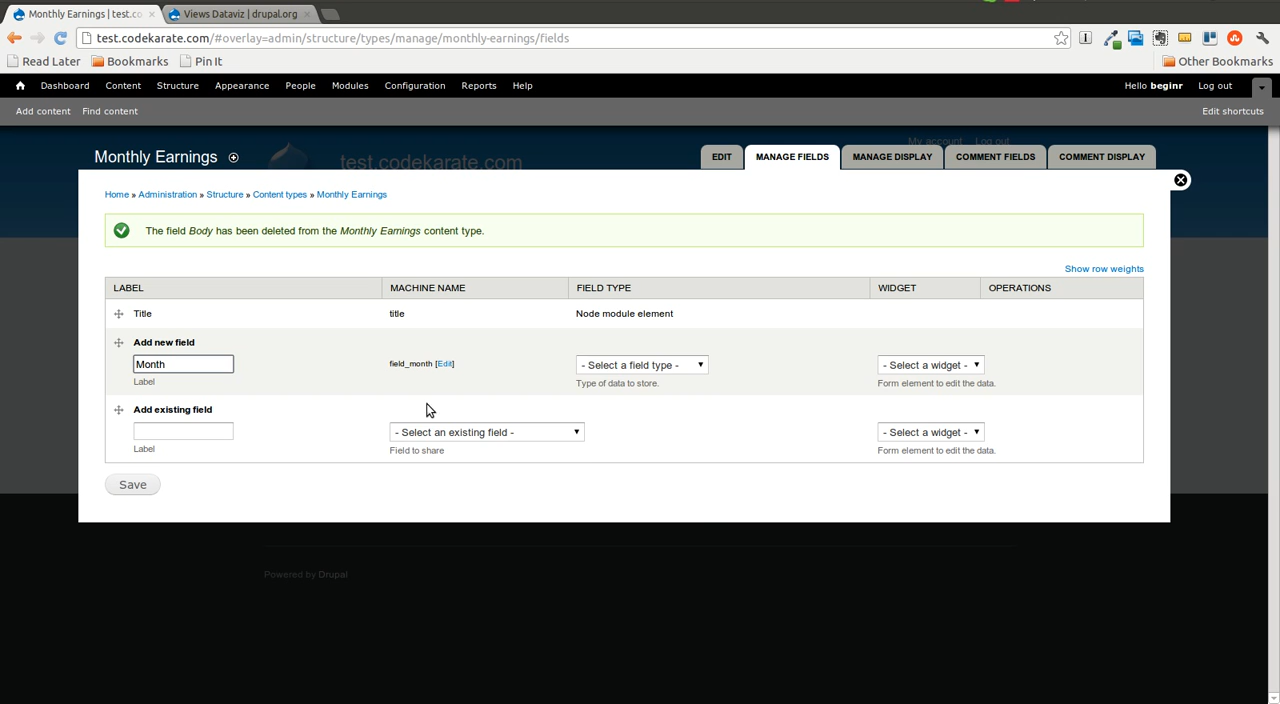 Monthly Earnings | test.co
Views Dataviz | drupal.org
test.codekarate.com/#overlay=admin/structure/types/manage/monthly-earnings/fields
Read Later
Bookmarks
Pin It
Other Bookmarks
Dashboard
Content
Structure
Appearance
People
Modules
Configuration
Reports
Help
Hello beginr
Log out
Add content
Find content
Edit shortcuts
My account
Log out
Monthly Earnings
test.codekarate.com
EDIT
MANAGE FIELDS
MANAGE DISPLAY
COMMENT FIELDS
COMMENT DISPLAY
Home » Administration » Structure » Content types » Monthly Earnings
The field Body has been deleted from the Monthly Earnings content type.
Show row weights
LABEL
MACHINE NAME
FIELD TYPE
WIDGET
OPERATIONS
Title
title
Node module element
Add new field
Month
field_month [Edit]
- Select a field type -
- Select a widget -
Label
Type of data to store.
Form element to edit the data.
Add existing field
- Select an existing field -
- Select a widget -
Label
Field to share
Form element to edit the data.
Save
Powered by Drupal